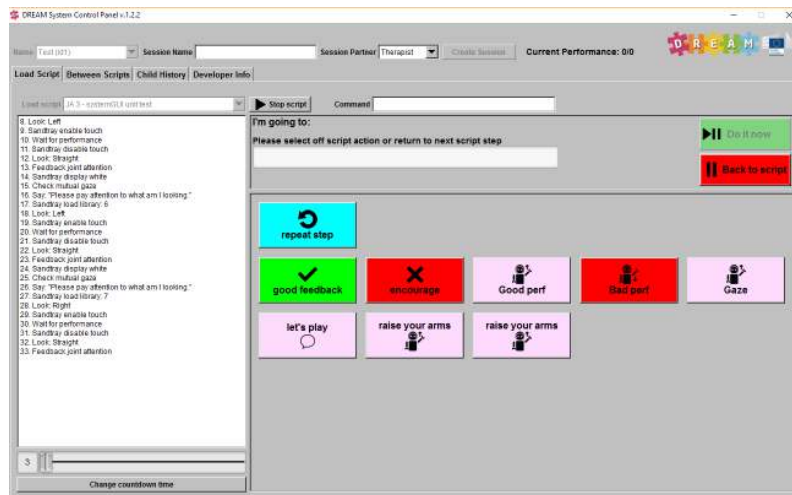 DREAM System Control Panel v.1.2.2
Name Test (id1) Session Name Session Partner Therapist Create Session Current Performance: 0/0
DREAM
Load Script Between Scripts Child History Developer Info
Load script JA 3 - systemGUI unit test Stop script Command
8. Look: Left
9. Sandtray enable touch
10. Wait for performance
11. Sandtray disable touch
12. Look: Straight
13. Feedback joint attention
14. Sandtray display white
15. Check mutual gaze
16. Say: "Please pay attention to what am I looking."
17. Sandtray load library: 6
18. Look: Left
19. Sandtray enable touch
20. Wait for performance
21. Sandtray disable touch
22. Look: Straight
23. Feedback joint attention
24. Sandtray display white
25. Check mutual gaze
26. Say: "Please pay attention to what am I looking."
27. Sandtray load library: 7
28. Look: Right
29. Sandtray enable touch
30. Wait for performance
31. Sandtray disable touch
32. Look: Straight
33. Feedback joint attention
3
Change countdown time
I'm going to:
Please select off script action or return to next script step
Do it now
Back to script
repeat step
good feedback encourage Good perf Bad perf Gaze
let's play raise your arms raise your arms